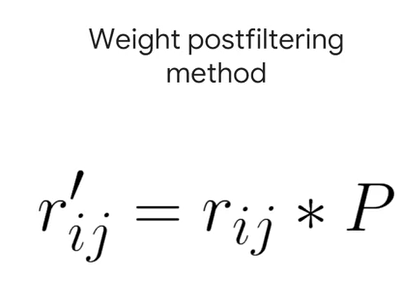 Weight postfiltering
method
r′ᵢⱼ = rᵢⱼ * P